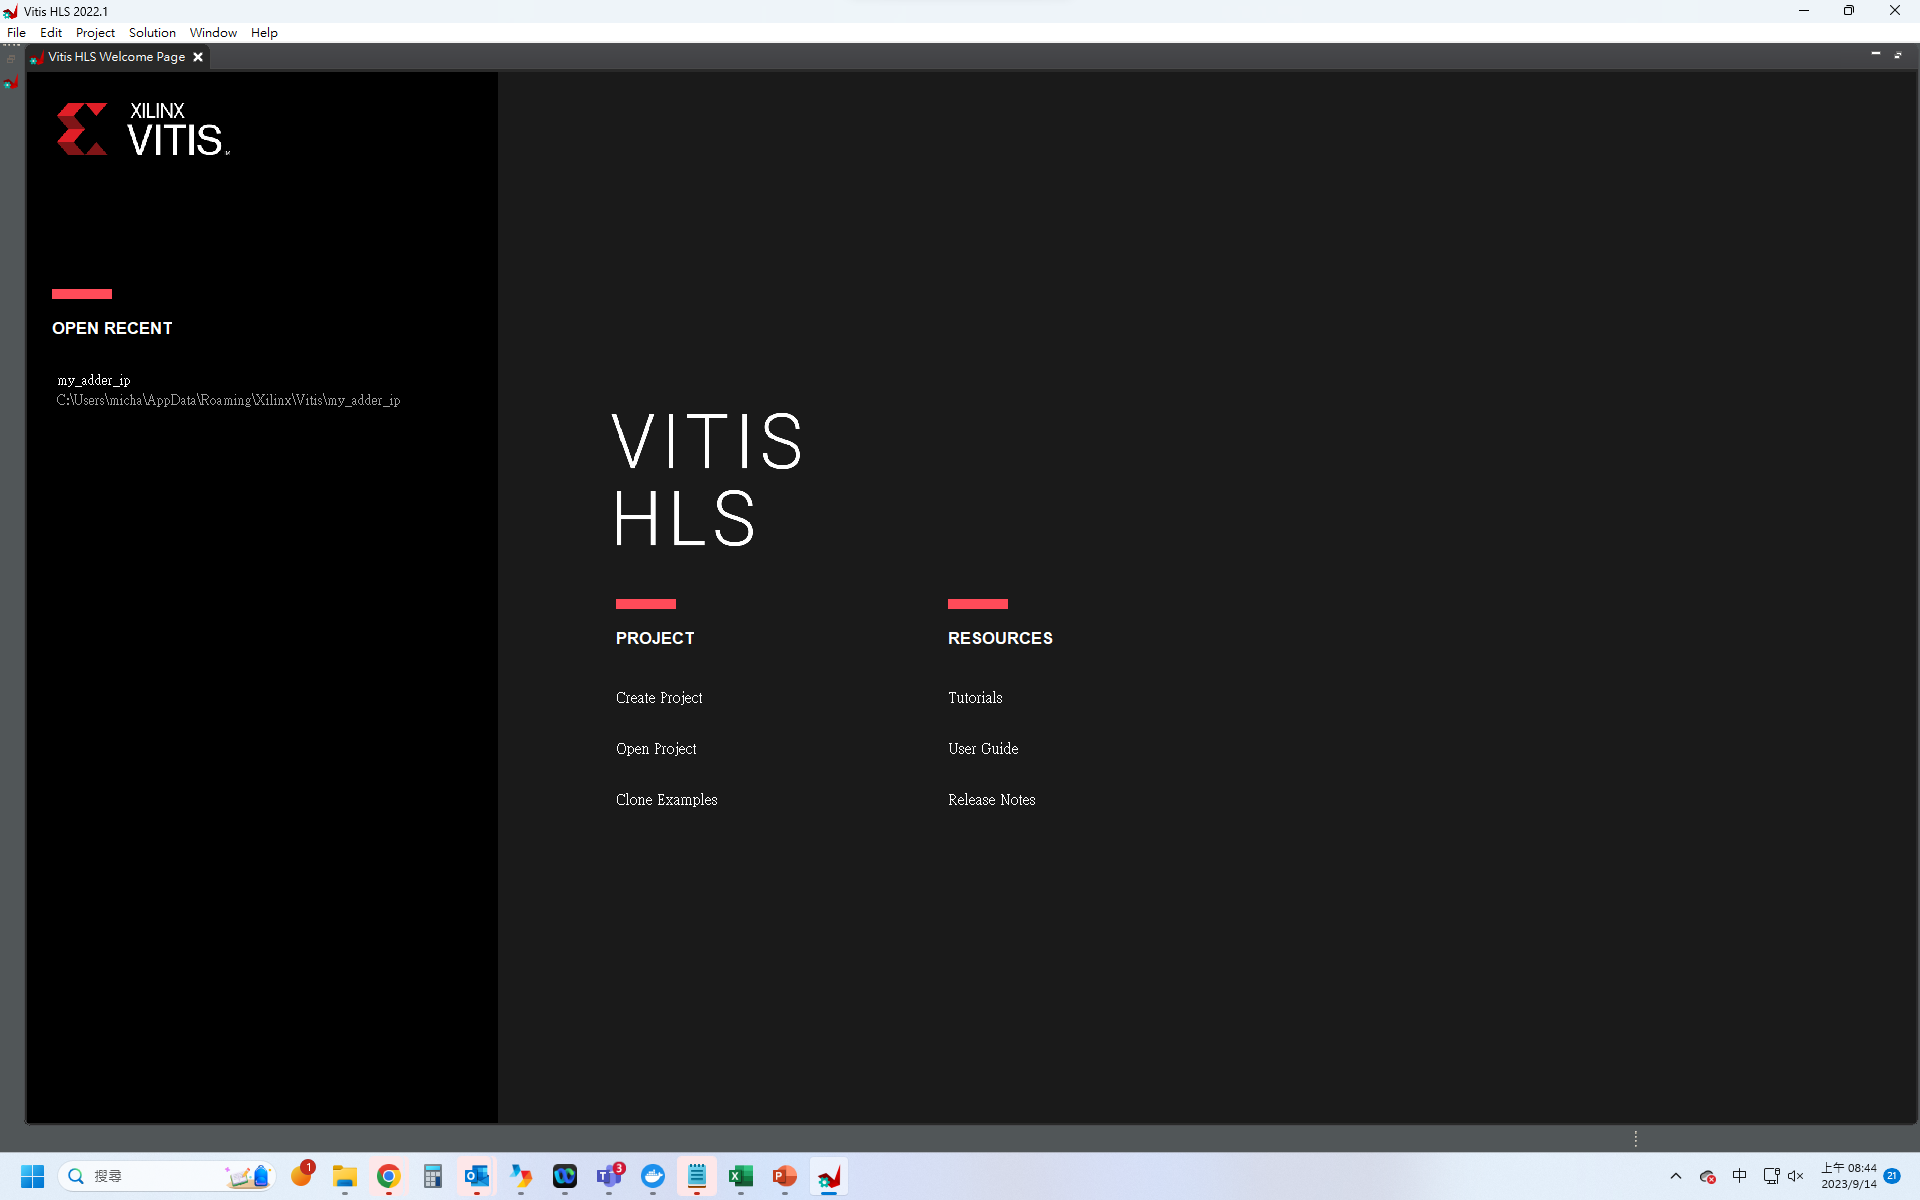 Vitis HLS 2022.1
File Edit Project Solution Window Help
Vitis HLS Welcome Page
XILINX
VITIS
OPEN RECENT
my_adder_ip
C:\Users\micha\AppData\Roaming\Xilinx\Vitis\my_adder_ip
VITIS
HLS
PROJECT
Create Project
Open Project
Clone Examples
RESOURCES
Tutorials
User Guide
Release Notes
搜尋
1
3
中
上午 08:44
2023/9/14
21